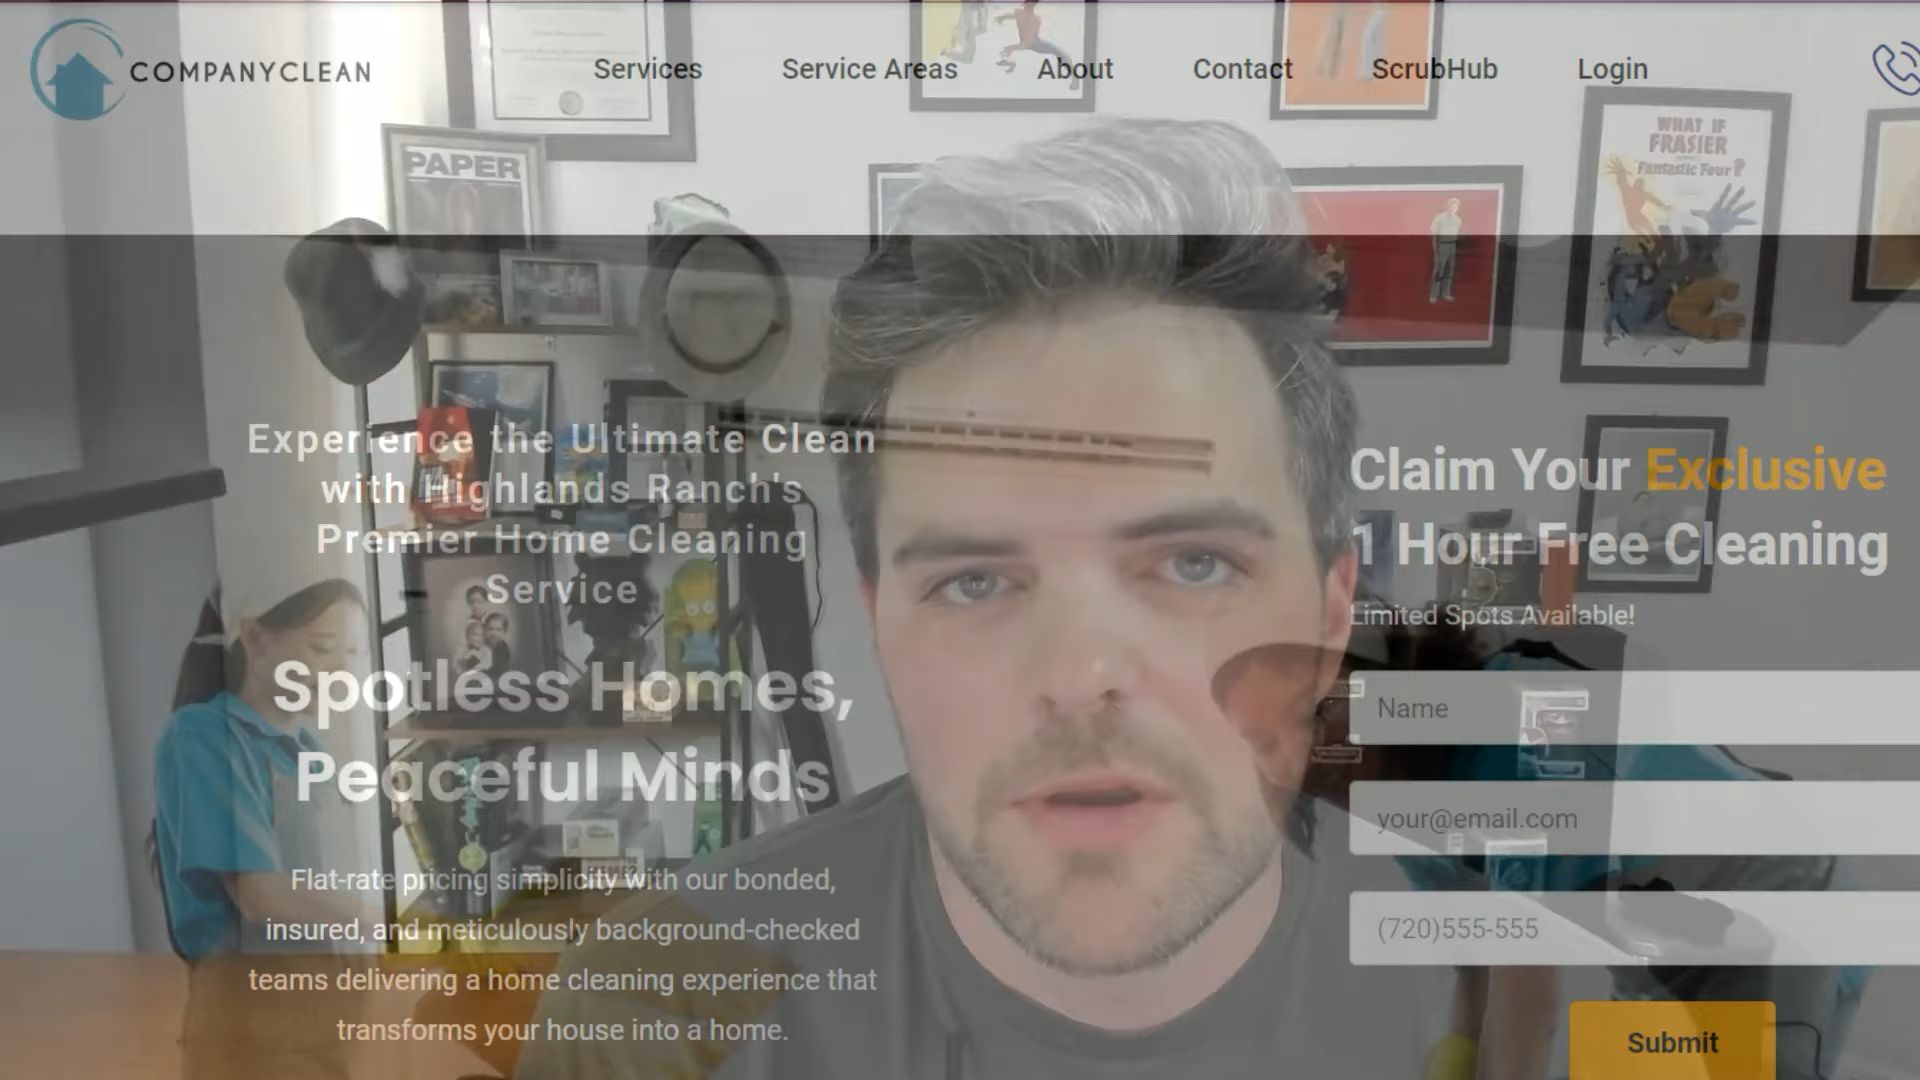 COMPANYCLEAN
Services
Service Areas
About
Contact
ScrubHub
Login
PAPER
WHAT IF
FRASIER
Fantastic Four?
Experience the Ultimate Clean
with Highlands Ranch's
Premier Home Cleaning
Service
Spotless Homes,
Peaceful Minds
Flat-rate pricing simplicity with our bonded,
insured, and meticulously background-checked
teams delivering a home cleaning experience that
transforms your house into a home.
Claim Your Exclusive
1 Hour Free Cleaning
Limited Spots Available!
Name
your@email.com
(720)555-555
Submit